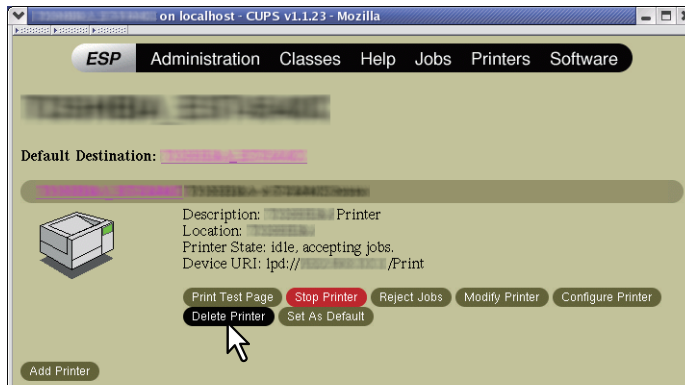 on localhost - CUPS v1.1.23 - Mozilla
ESP Administration Classes Help Jobs Printers Software
Default Destination:
Description: Printer
Location:
Printer State: idle, accepting jobs.
Device URI: lpd:// /Print
Print Test Page Stop Printer Reject Jobs Modify Printer Configure Printer
Delete Printer Set As Default
Add Printer